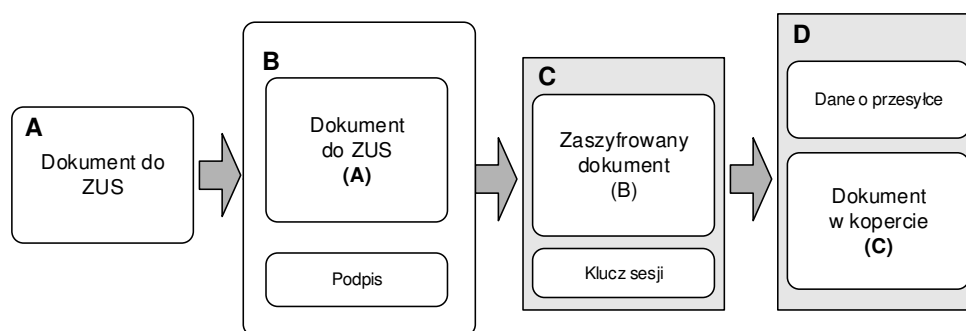 A
Dokument do
ZUS
B
Dokument
do ZUS
(A)
Podpis
C
Zaszyfrowany
dokument
(B)
Klucz sesji
D
Dane o przesyłce
Dokument
w kopercie
(C)